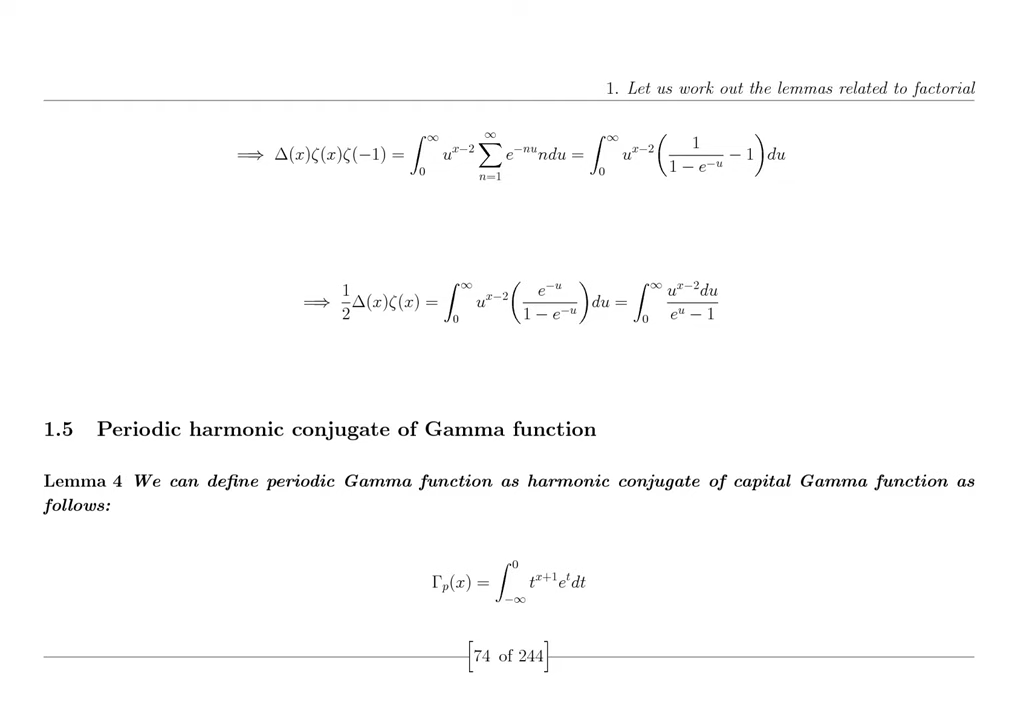 1. Let us work out the lemmas related to factorial
⟹ Δ(x)ζ(x)ζ(−1) = ∫_0^∞ u^{x−2} ∑_{n=1}^∞ e^{−nu} n du = ∫_0^∞ u^{x−2} (1/(1 − e^{−u}) − 1) du
⟹ 1/2 Δ(x)ζ(x) = ∫_0^∞ u^{x−2} (e^{−u}/(1 − e^{−u})) du = ∫_0^∞ u^{x−2}du/(e^u − 1)
1.5 Periodic harmonic conjugate of Gamma function
Lemma 4 We can define periodic Gamma function as harmonic conjugate of capital Gamma function as
follows:
Γ_p(x) = ∫_{−∞}^0 t^{x+1} e^t dt
[74 of 244]